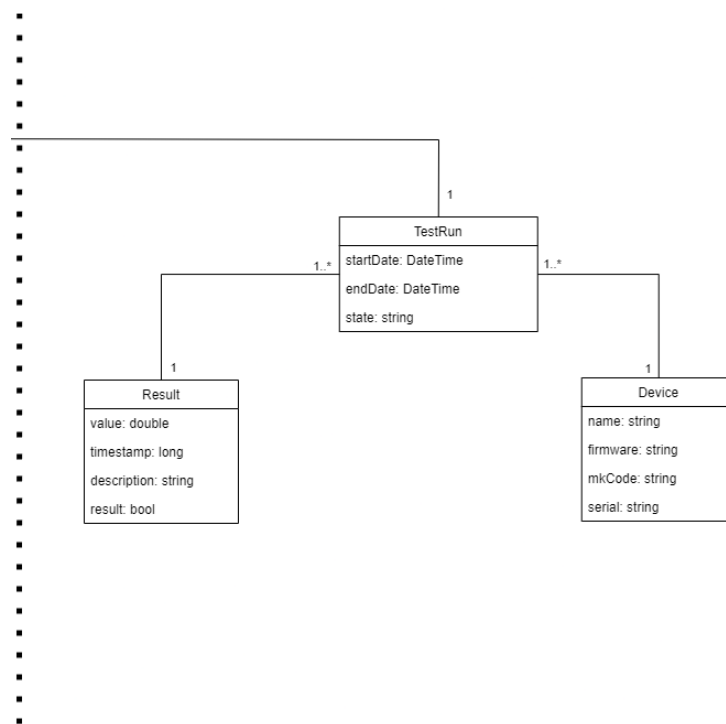 1
TestRun
startDate: DateTime
endDate: DateTime
state: string
1..*
1..*
1
1
Result
value: double
timestamp: long
description: string
result: bool
Device
name: string
firmware: string
mkCode: string
serial: string